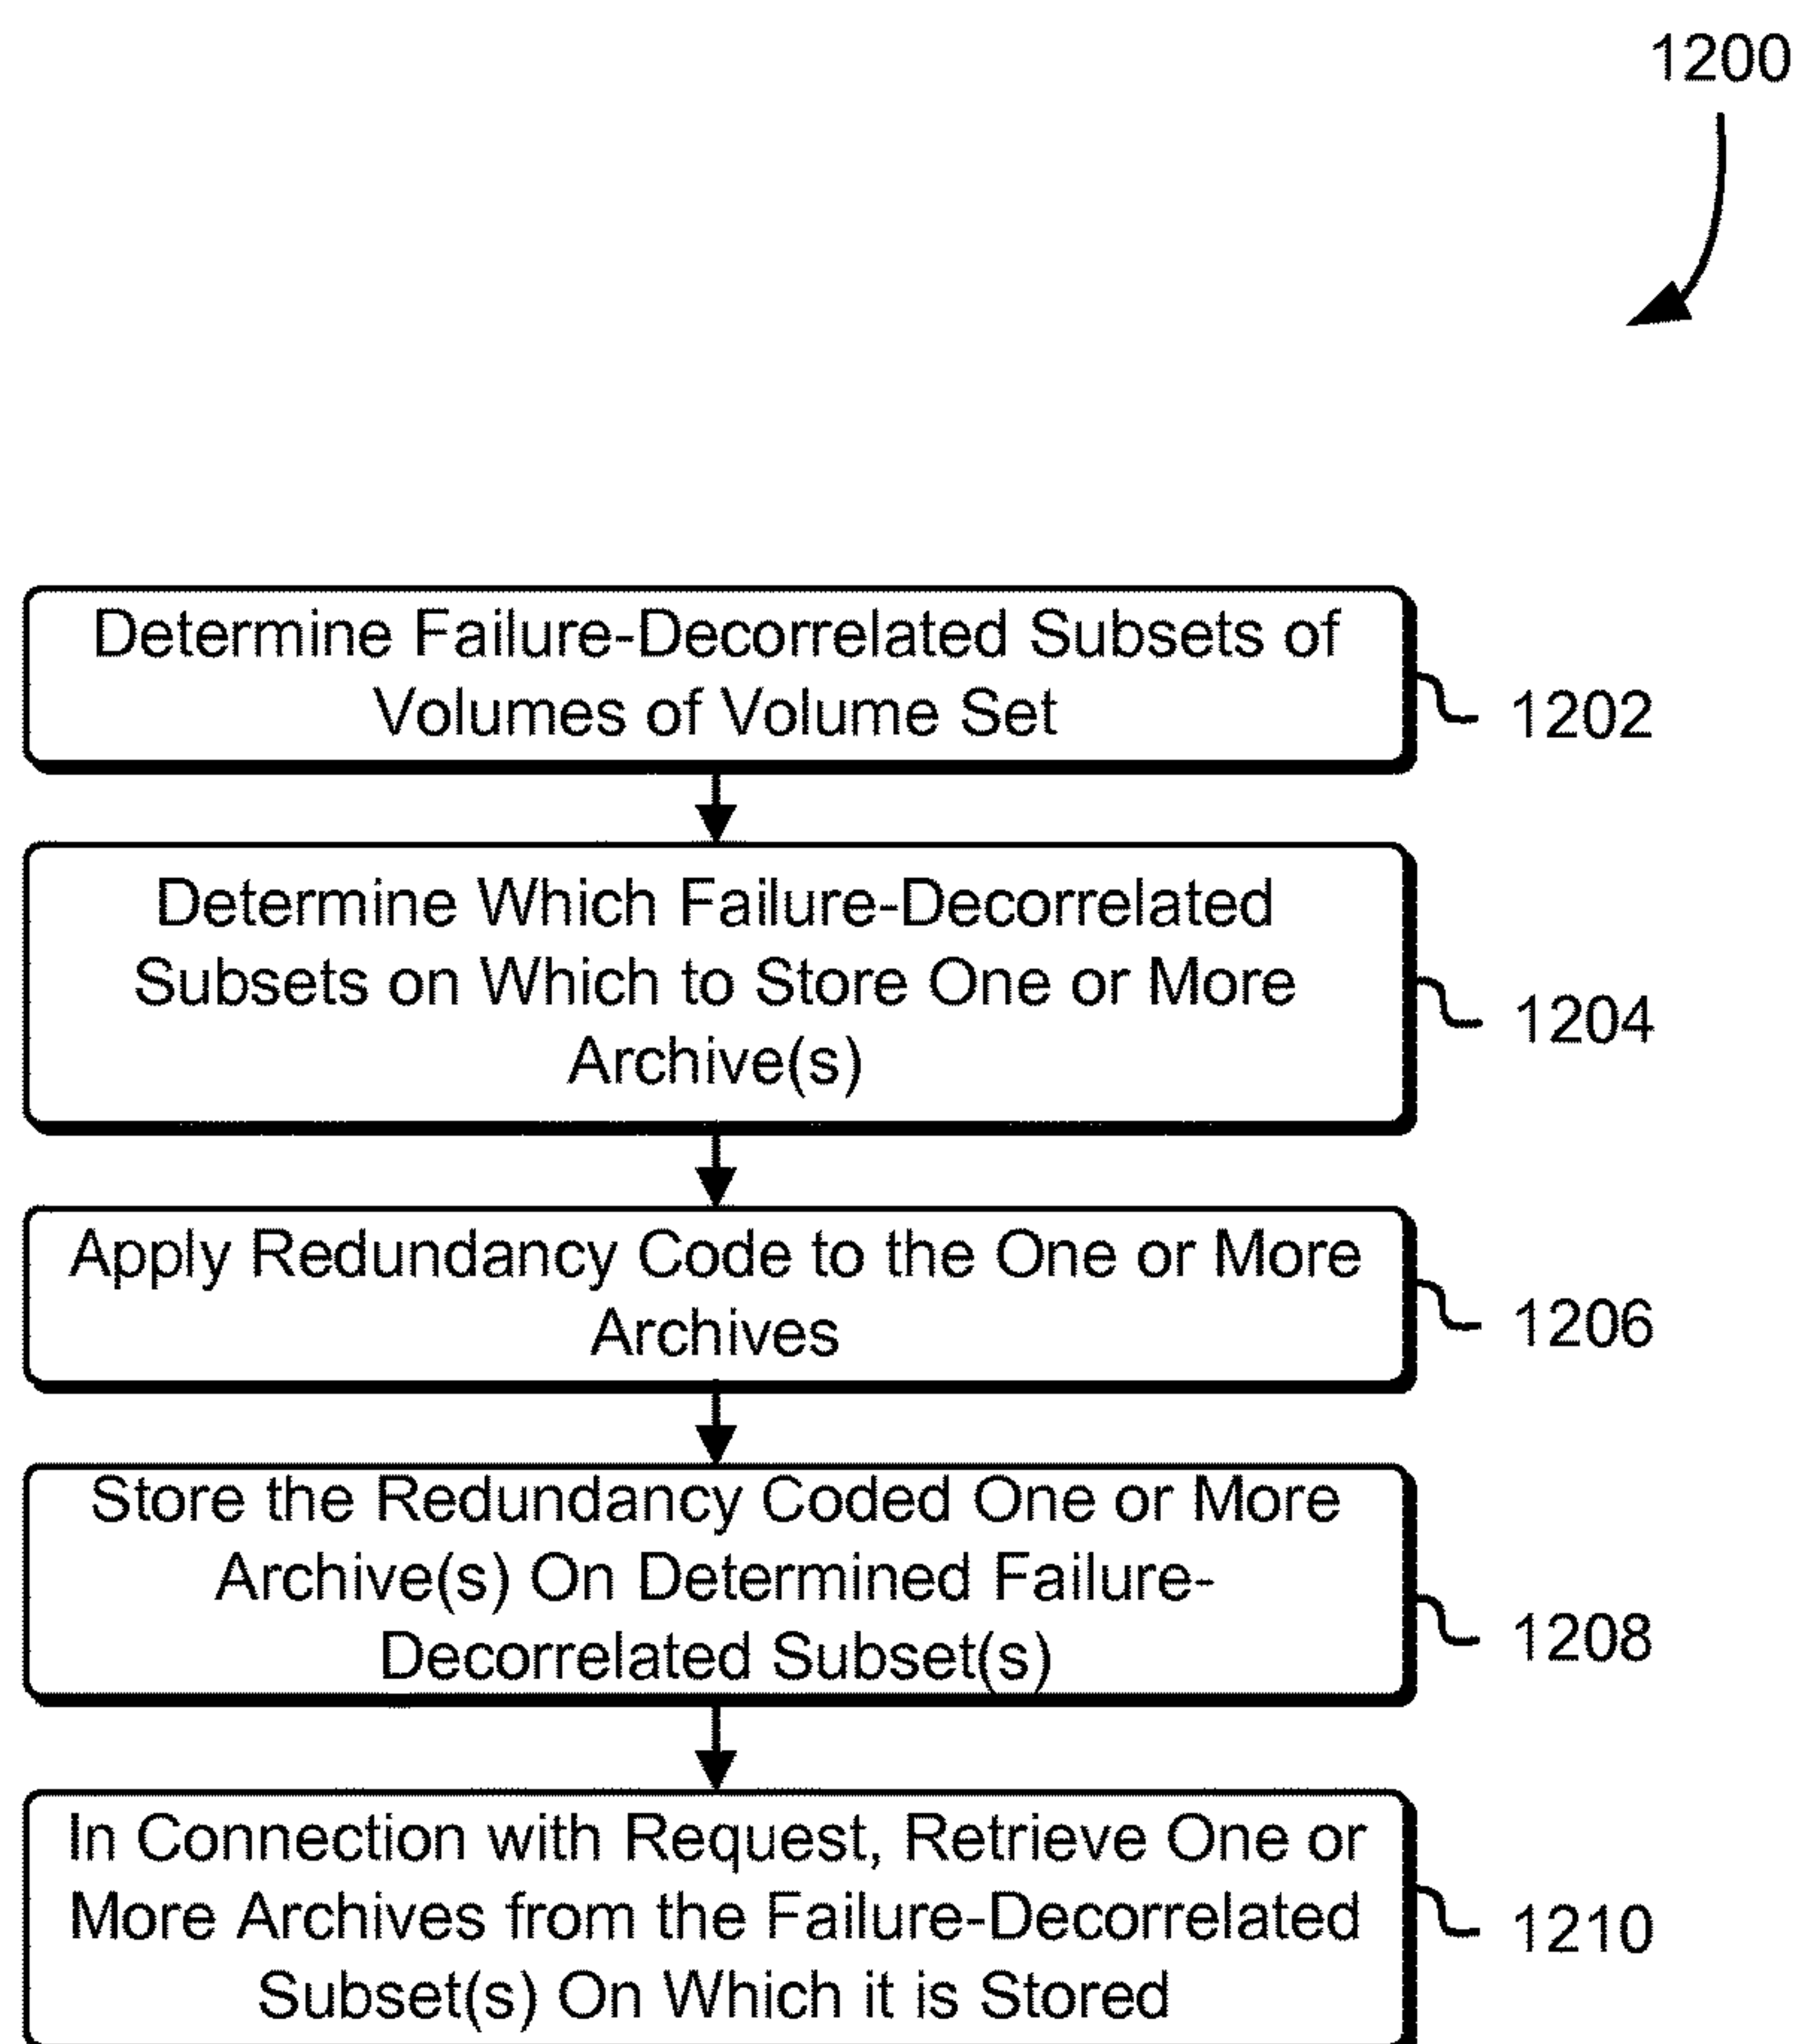 1200
Determine Failure-Decorrelated Subsets of
Volumes of Volume Set
1202
Determine Which Failure-Decorrelated
Subsets on Which to Store One or More
Archive(s)
1204
Apply Redundancy Code to the One or More
Archives
1206
Store the Redundancy Coded One or More
Archive(s) On Determined Failure-
Decorrelated Subset(s)
1208
In Connection with Request, Retrieve One or
More Archives from the Failure-Decorrelated
Subset(s) On Which it is Stored
1210